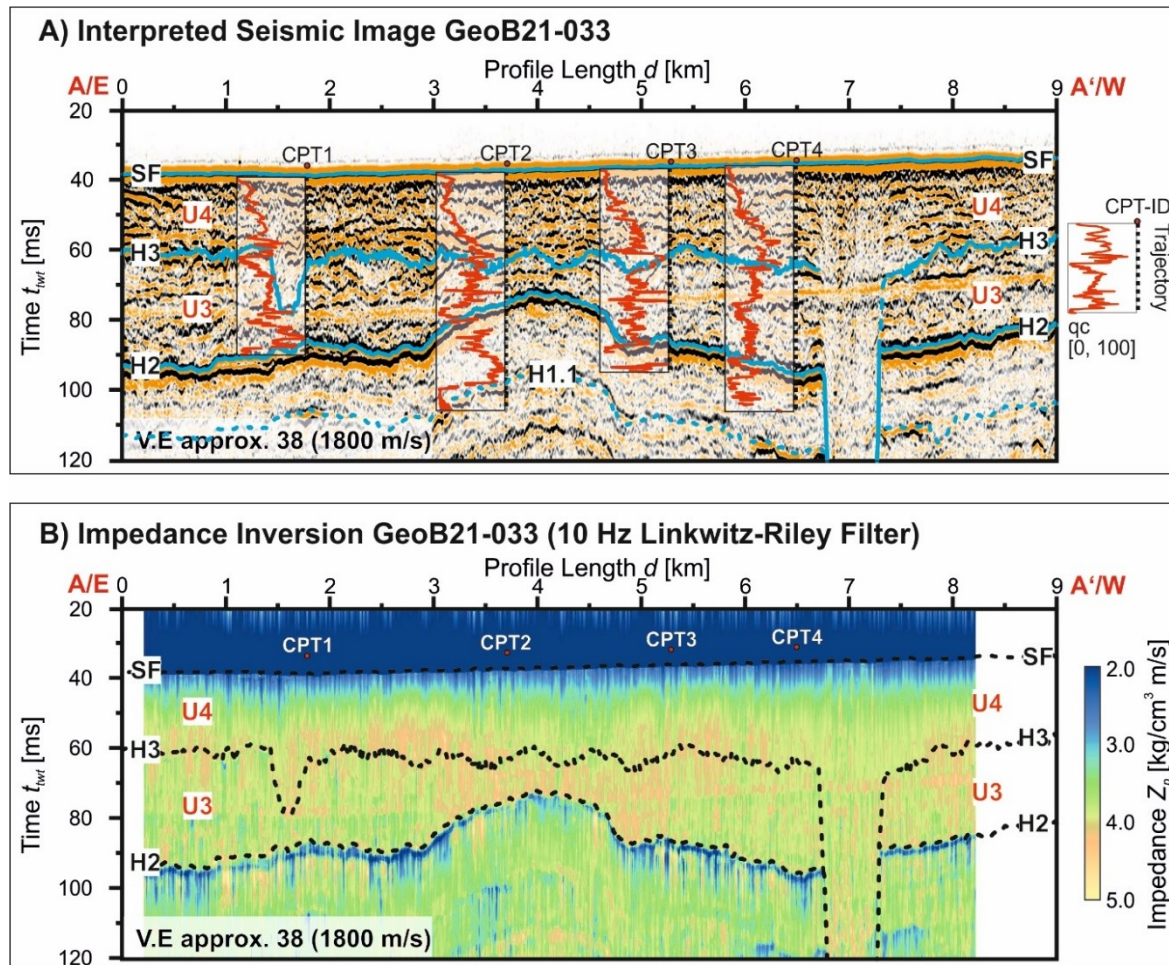 A) Interpreted Seismic Image GeoB21-033
Profile Length d [km]
A/E 0 1 2 3 4 5 6 7 8 9 A‘/W
20
CPT1 CPT2 CPT3 CPT4
SF SF
40
U4 U4
CPT-ID
H3 H3
60
Trajectory
U3 U3
80
qc
[0, 100]
H2 H2
100
H1.1
V.E approx. 38 (1800 m/s)
120
Time ttwt [ms]
B) Impedance Inversion GeoB21-033 (10 Hz Linkwitz-Riley Filter)
Profile Length d [km]
A/E 0 1 2 3 4 5 6 7 8 9 A‘/W
20
CPT1 CPT2 CPT3 CPT4
SF SF
40
U4 U4
H3 H3
60
U3 U3
80
H2 H2
100
V.E approx. 38 (1800 m/s)
120
Time ttwt [ms]
2.0
3.0
4.0
5.0
Impedance Zp [kg/cm³ m/s]